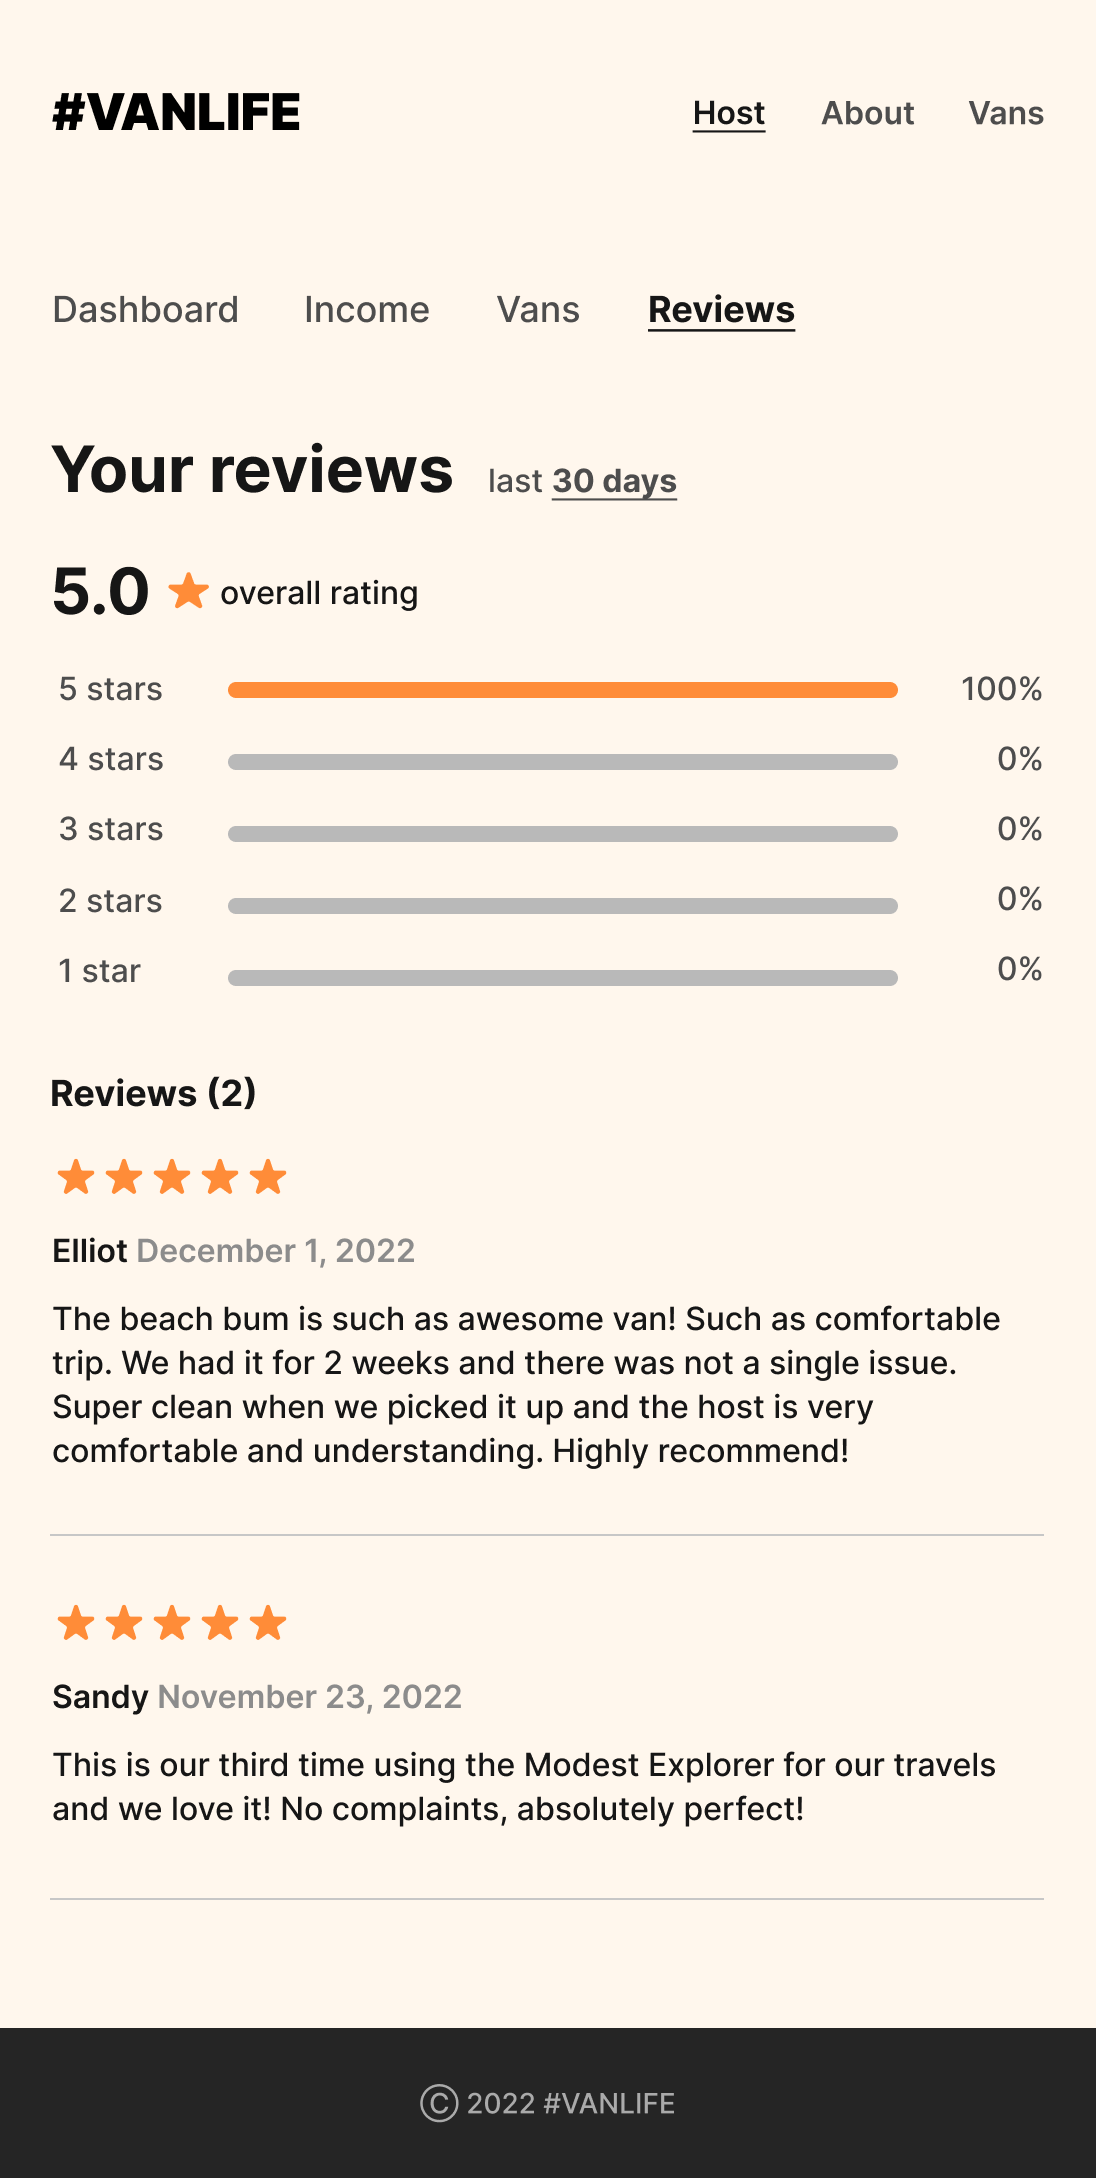 #VANLIFE Host About Vans
Dashboard Income Vans Reviews
Your reviews last 30 days
5.0 overall rating
5 stars 100%
4 stars 0%
3 stars 0%
2 stars 0%
1 star 0%
Reviews (2)
Elliot December 1, 2022
The beach bum is such as awesome van! Such as comfortable
trip. We had it for 2 weeks and there was not a single issue.
Super clean when we picked it up and the host is very
comfortable and understanding. Highly recommend!
Sandy November 23, 2022
This is our third time using the Modest Explorer for our travels
and we love it! No complaints, absolutely perfect!
Ⓒ 2022 #VANLIFE